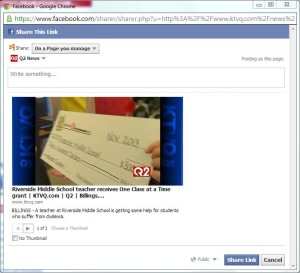 Facebook - Google Chrome
https://www.facebook.com/sharer/sharer.php?u=http%3A%2F%2Fwww.ktvq.com%2Fnews%2
Share This Link
Share: On a Page you manage
Q2 News
Posting as this page.
Write something...
NOV 2013
Q2
Riverside Middle School teacher receives One Class at a Time
grant | KTVQ.com | Q2 | Billings,...
www.ktvq.com
BILLINGS - A teacher at Riverside Middle School is getting some help for students
who suffer from dyslexia.
1 of 2 Choose a Thumbnail
No Thumbnail
Public
Share Link
Cancel